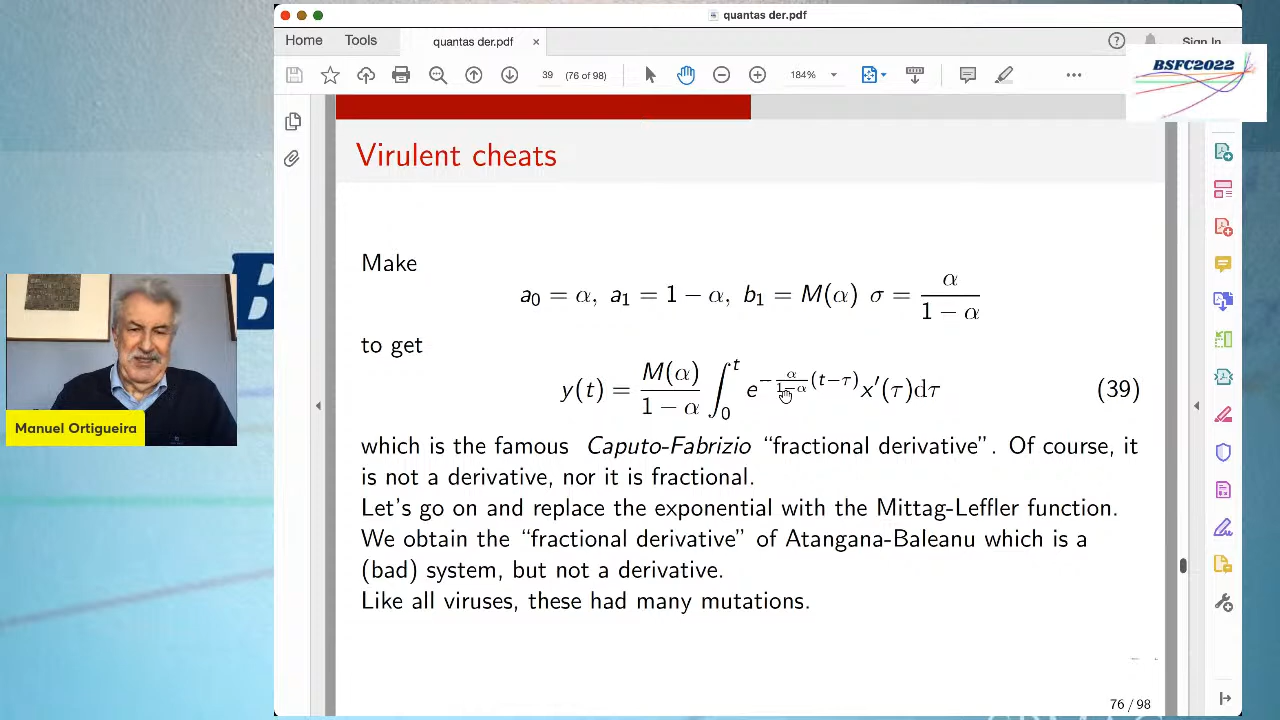 quantas der.pdf
Home Tools quantas der.pdf × Sign In
(76 of 98) 184% ...
BSFC2022
Virulent cheats
Make
a₀ = α, a₁ = 1 − α, b₁ = M(α) σ = α/(1 − α)
to get
y(t) = M(α)/(1 − α) ∫₀ᵗ e^{−α/(1−α)(t−τ)} x′(τ)dτ (39)
which is the famous Caputo-Fabrizio “fractional derivative”. Of course, it
is not a derivative, nor it is fractional.
Let's go on and replace the exponential with the Mittag-Leffler function.
We obtain the “fractional derivative” of Atangana-Baleanu which is a
(bad) system, but not a derivative.
Like all viruses, these had many mutations.
76 / 98
Manuel Ortigueira